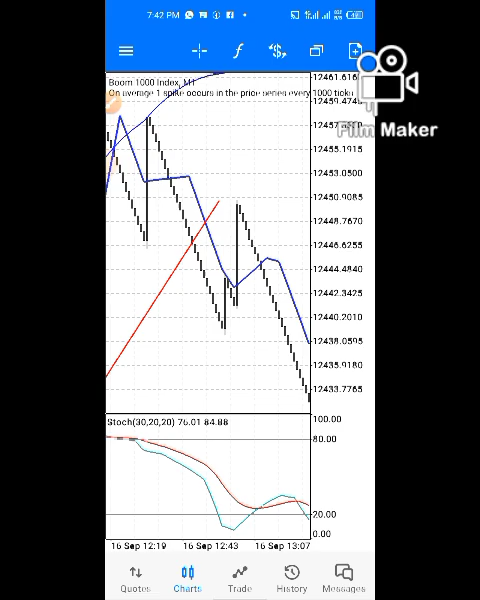 7:42 PM
Boom 1000 Index, M1
On average 1 spike occurs in the price series every 1000 ticks
12461.6160
12459.4745
12455.1915
12453.0500
12450.9085
12448.7670
12446.6255
12444.4840
12442.3425
12440.2010
12438.0595
12435.9180
12433.7765
Film Maker
Stoch(30,20,20) 76.01 84.88
100.00
80.00
20.00
0.00
16 Sep 12:19 16 Sep 12:43 16 Sep 13:07
Quotes Charts Trade History Messages